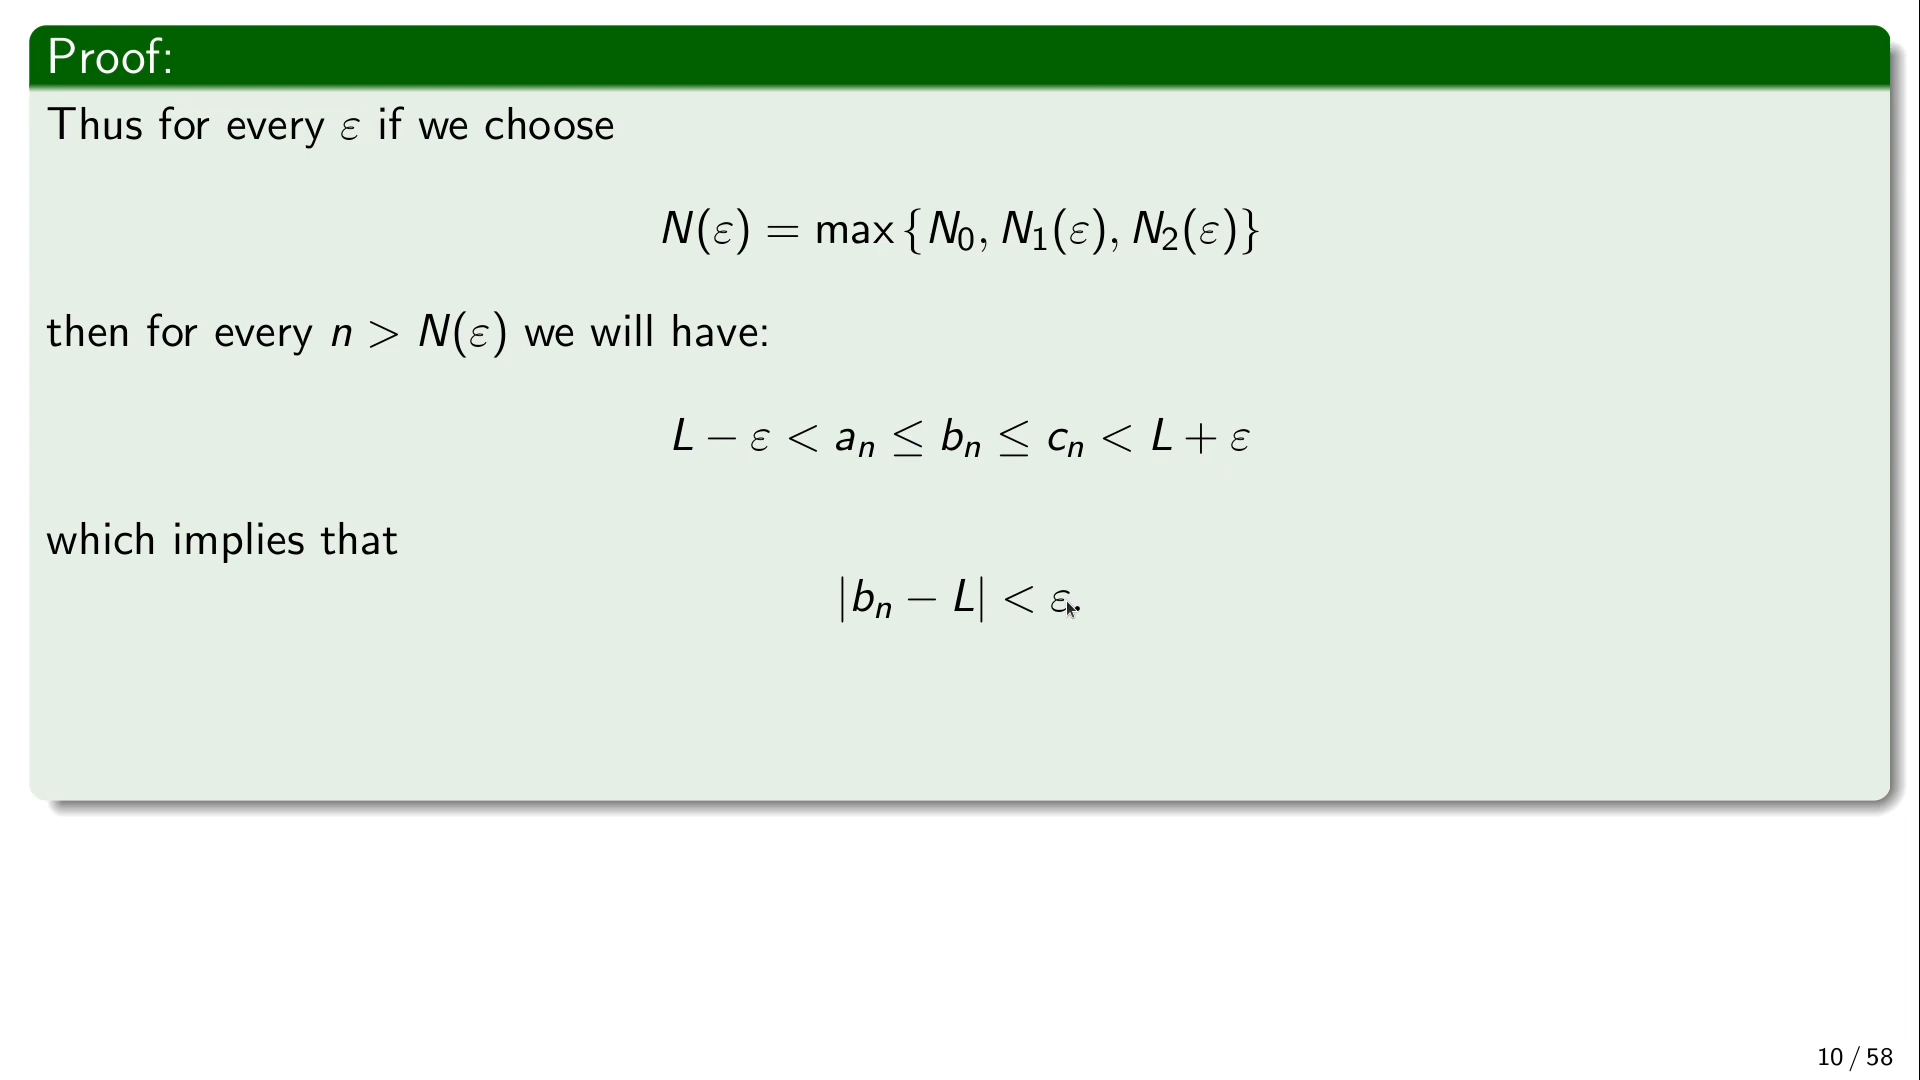 Proof:
Thus for every ε if we choose
N(ε) = max {N₀, N₁(ε), N₂(ε)}
then for every n > N(ε) we will have:
L − ε < aₙ ≤ bₙ ≤ cₙ < L + ε
which implies that
|bₙ − L| < ε.
10 / 58